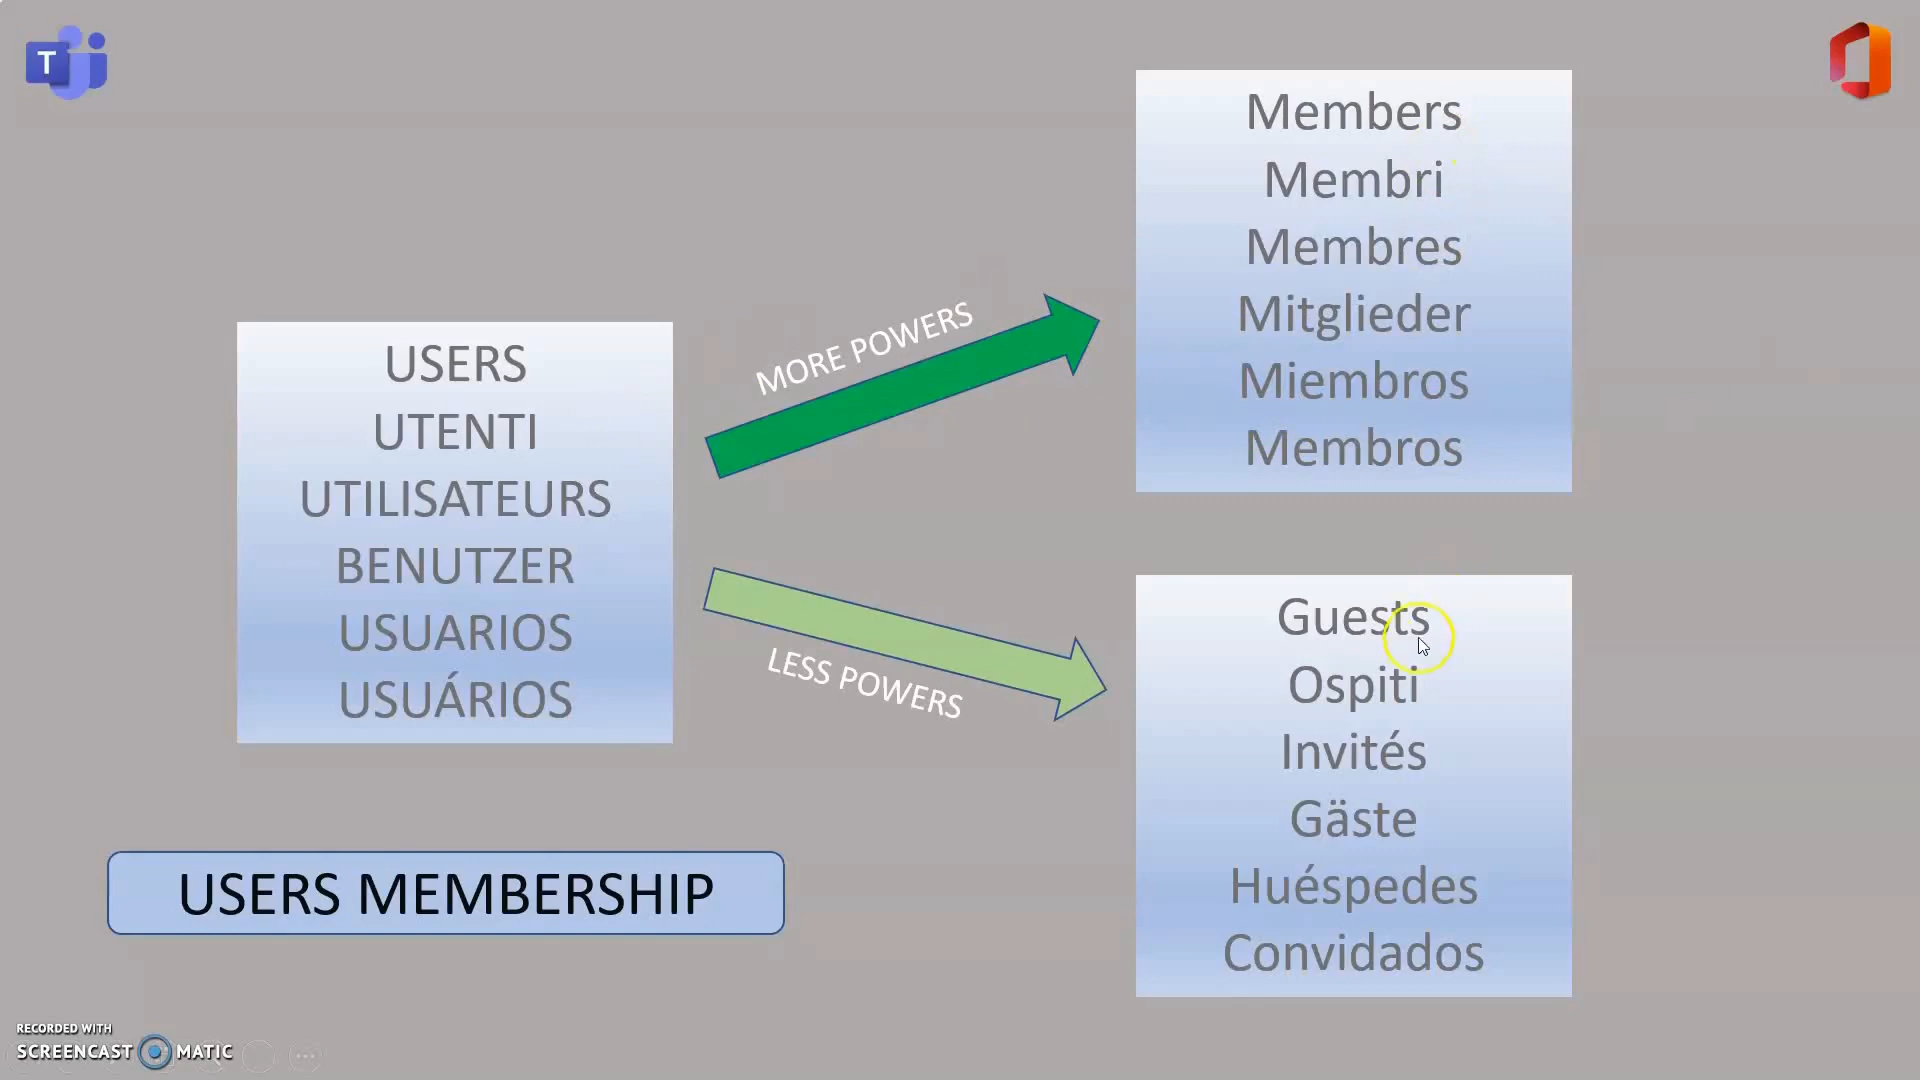 T
Members
Membri
Membres
Mitglieder
Miembros
Membros
MORE POWERS
USERS
UTENTI
UTILISATEURS
BENUTZER
USUARIOS
USUÁRIOS
LESS POWERS
Guests
Ospiti
Invités
Gäste
Huéspedes
Convidados
USERS MEMBERSHIP
RECORDED WITH
SCREENCAST MATIC